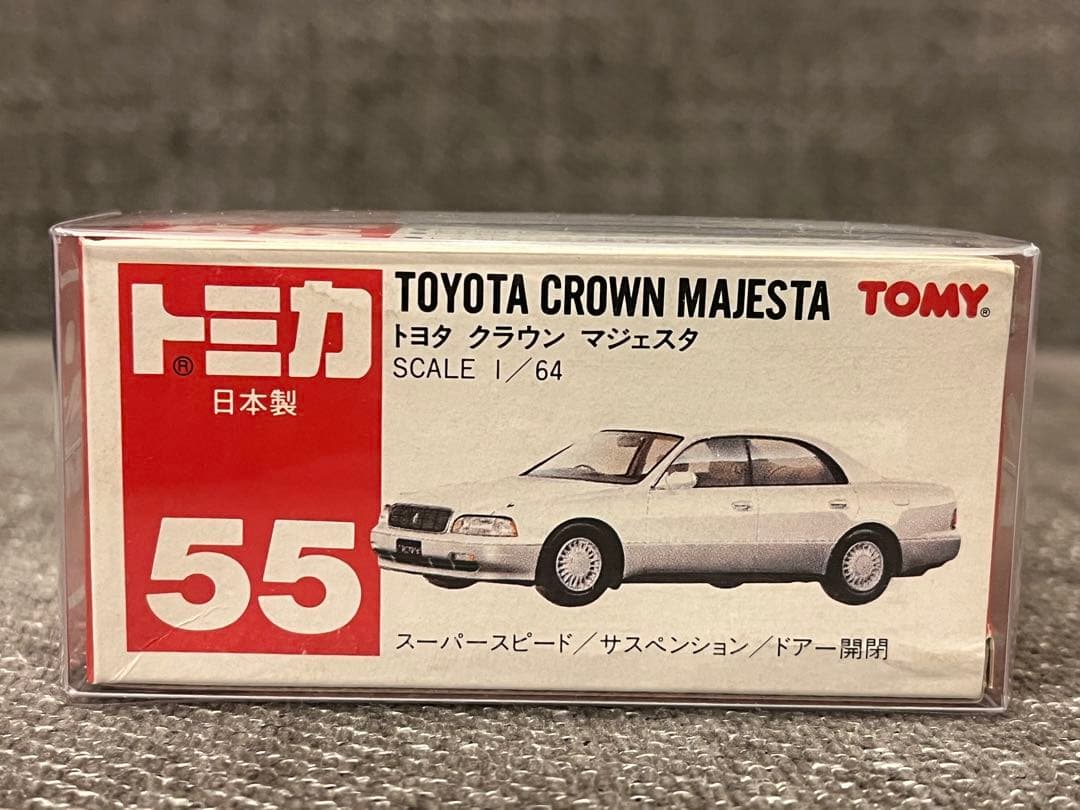 トミカ®
日本製
55
TOYOTA CROWN MAJESTA
TOMY®
トヨタ クラウン マジェスタ
SCALE 1/64
スーパースピード/サスペンション/ドアー開閉